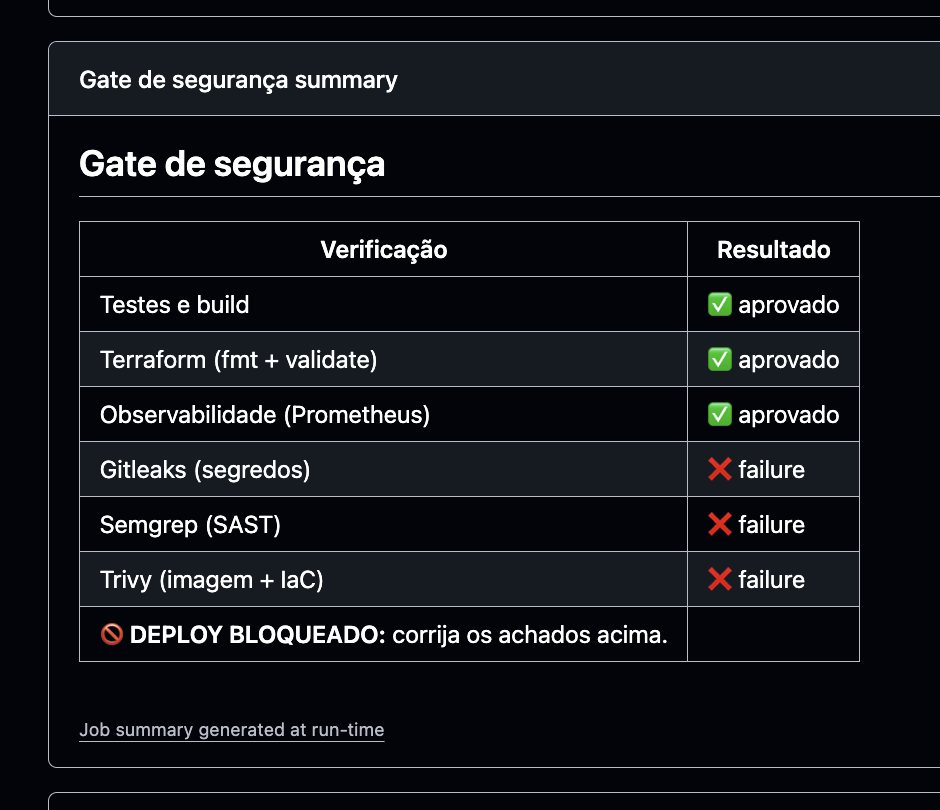 Gate de segurança summary
Gate de segurança
Verificação Resultado
Testes e build ✅ aprovado
Terraform (fmt + validate) ✅ aprovado
Observabilidade (Prometheus) ✅ aprovado
Gitleaks (segredos) ❌ failure
Semgrep (SAST) ❌ failure
Trivy (imagem + IaC) ❌ failure
🚫 DEPLOY BLOQUEADO: corrija os achados acima.
Job summary generated at run-time